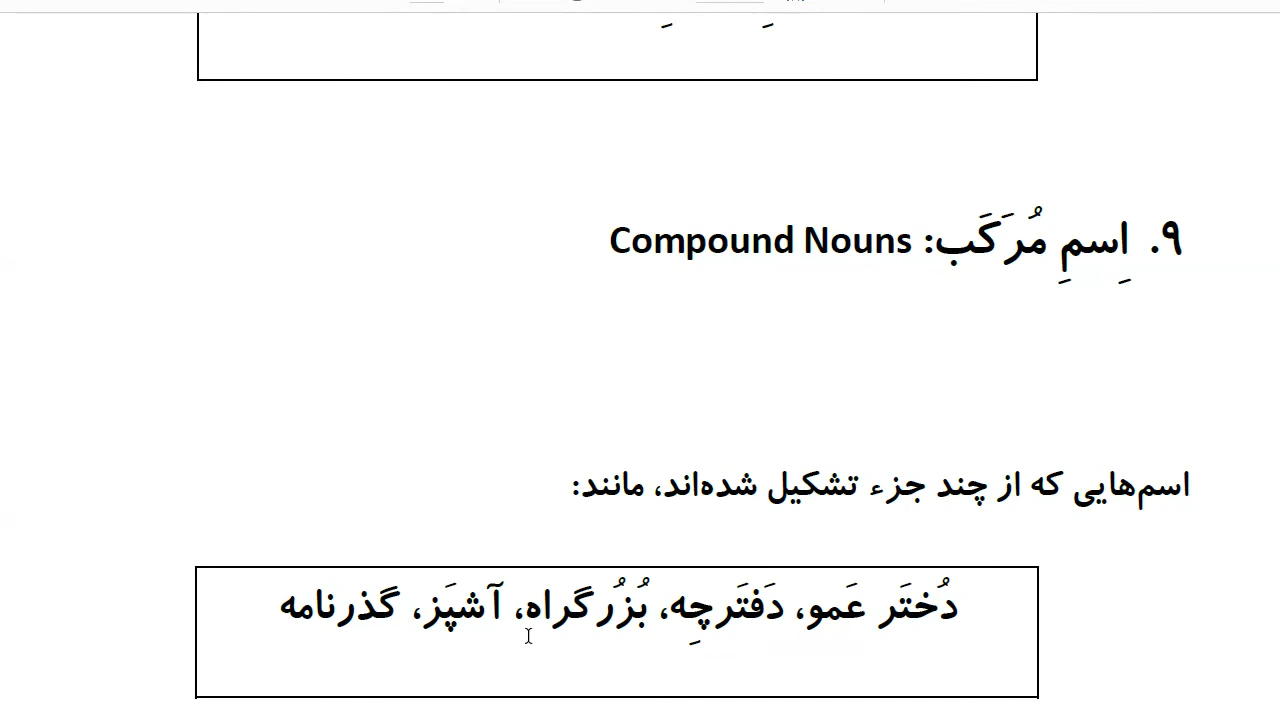 ۹. اِسمِ مُرَکَب: Compound Nouns
اسم‌هایی که از چند جزء تشکیل شده‌اند، مانند:
دُختَر عَمو، دَفتَرچِه، بُزُرگراه، آشپَز، گذرنامه